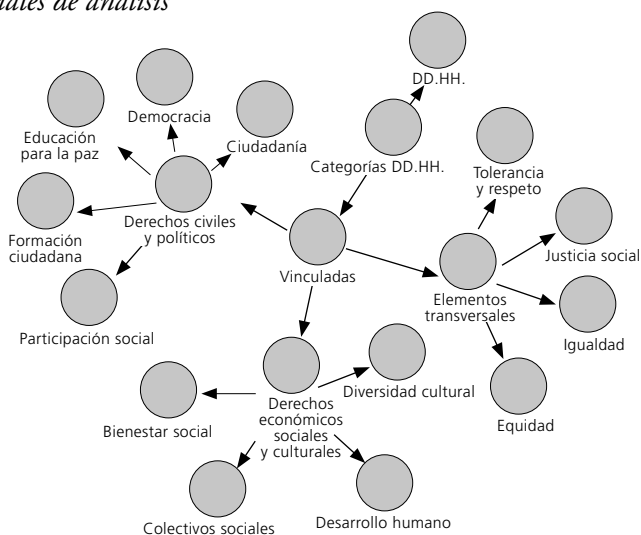 ales de análisis
DD.HH.
Democracia
Ciudadanía
Educación
para la paz
Categorías DD.HH.
Tolerancia
y respeto
Derechos civiles
y políticos
Formación
ciudadana
Justicia social
Vinculadas
Elementos
transversales
Participación social
Igualdad
Diversidad cultural
Derechos
económicos
sociales
y culturales
Bienestar social
Equidad
Colectivos sociales
Desarrollo humano